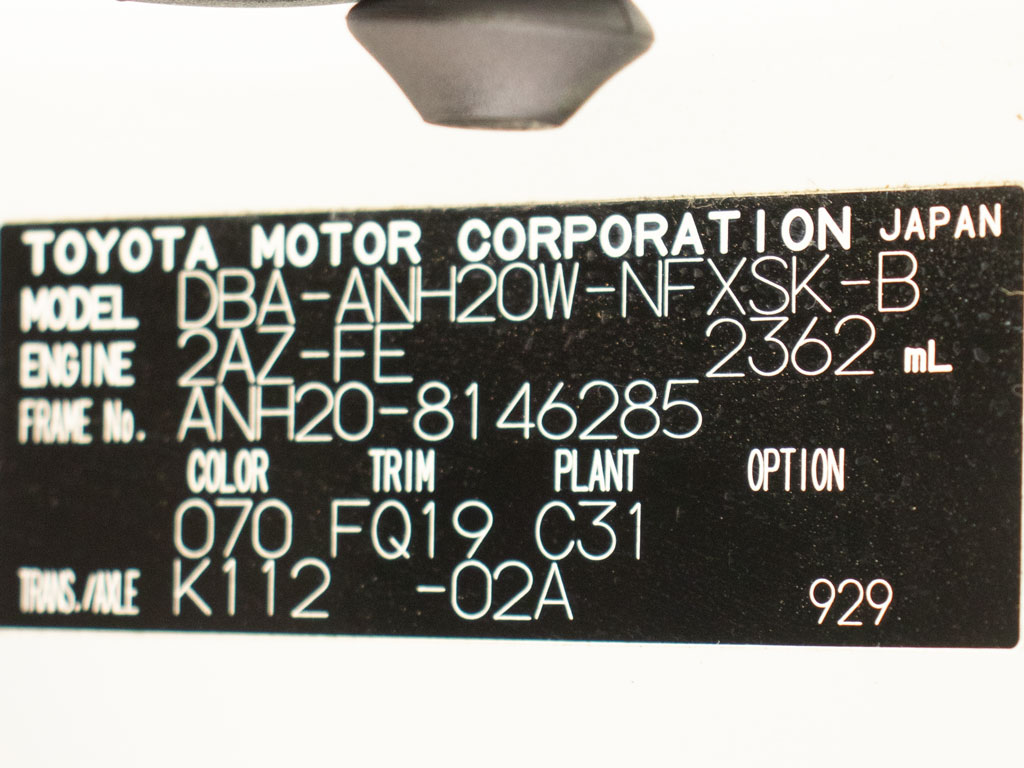 TOYOTA MOTOR CORPORATION JAPAN
MODEL DBA-ANH20W-NFXSK-B
ENGINE 2AZ-FE 2362 mL
FRAME No. ANH20-8146285
COLOR TRIM PLANT OPTION
070 FQ19 C31
TRANS./AXLE K112 -02A 929